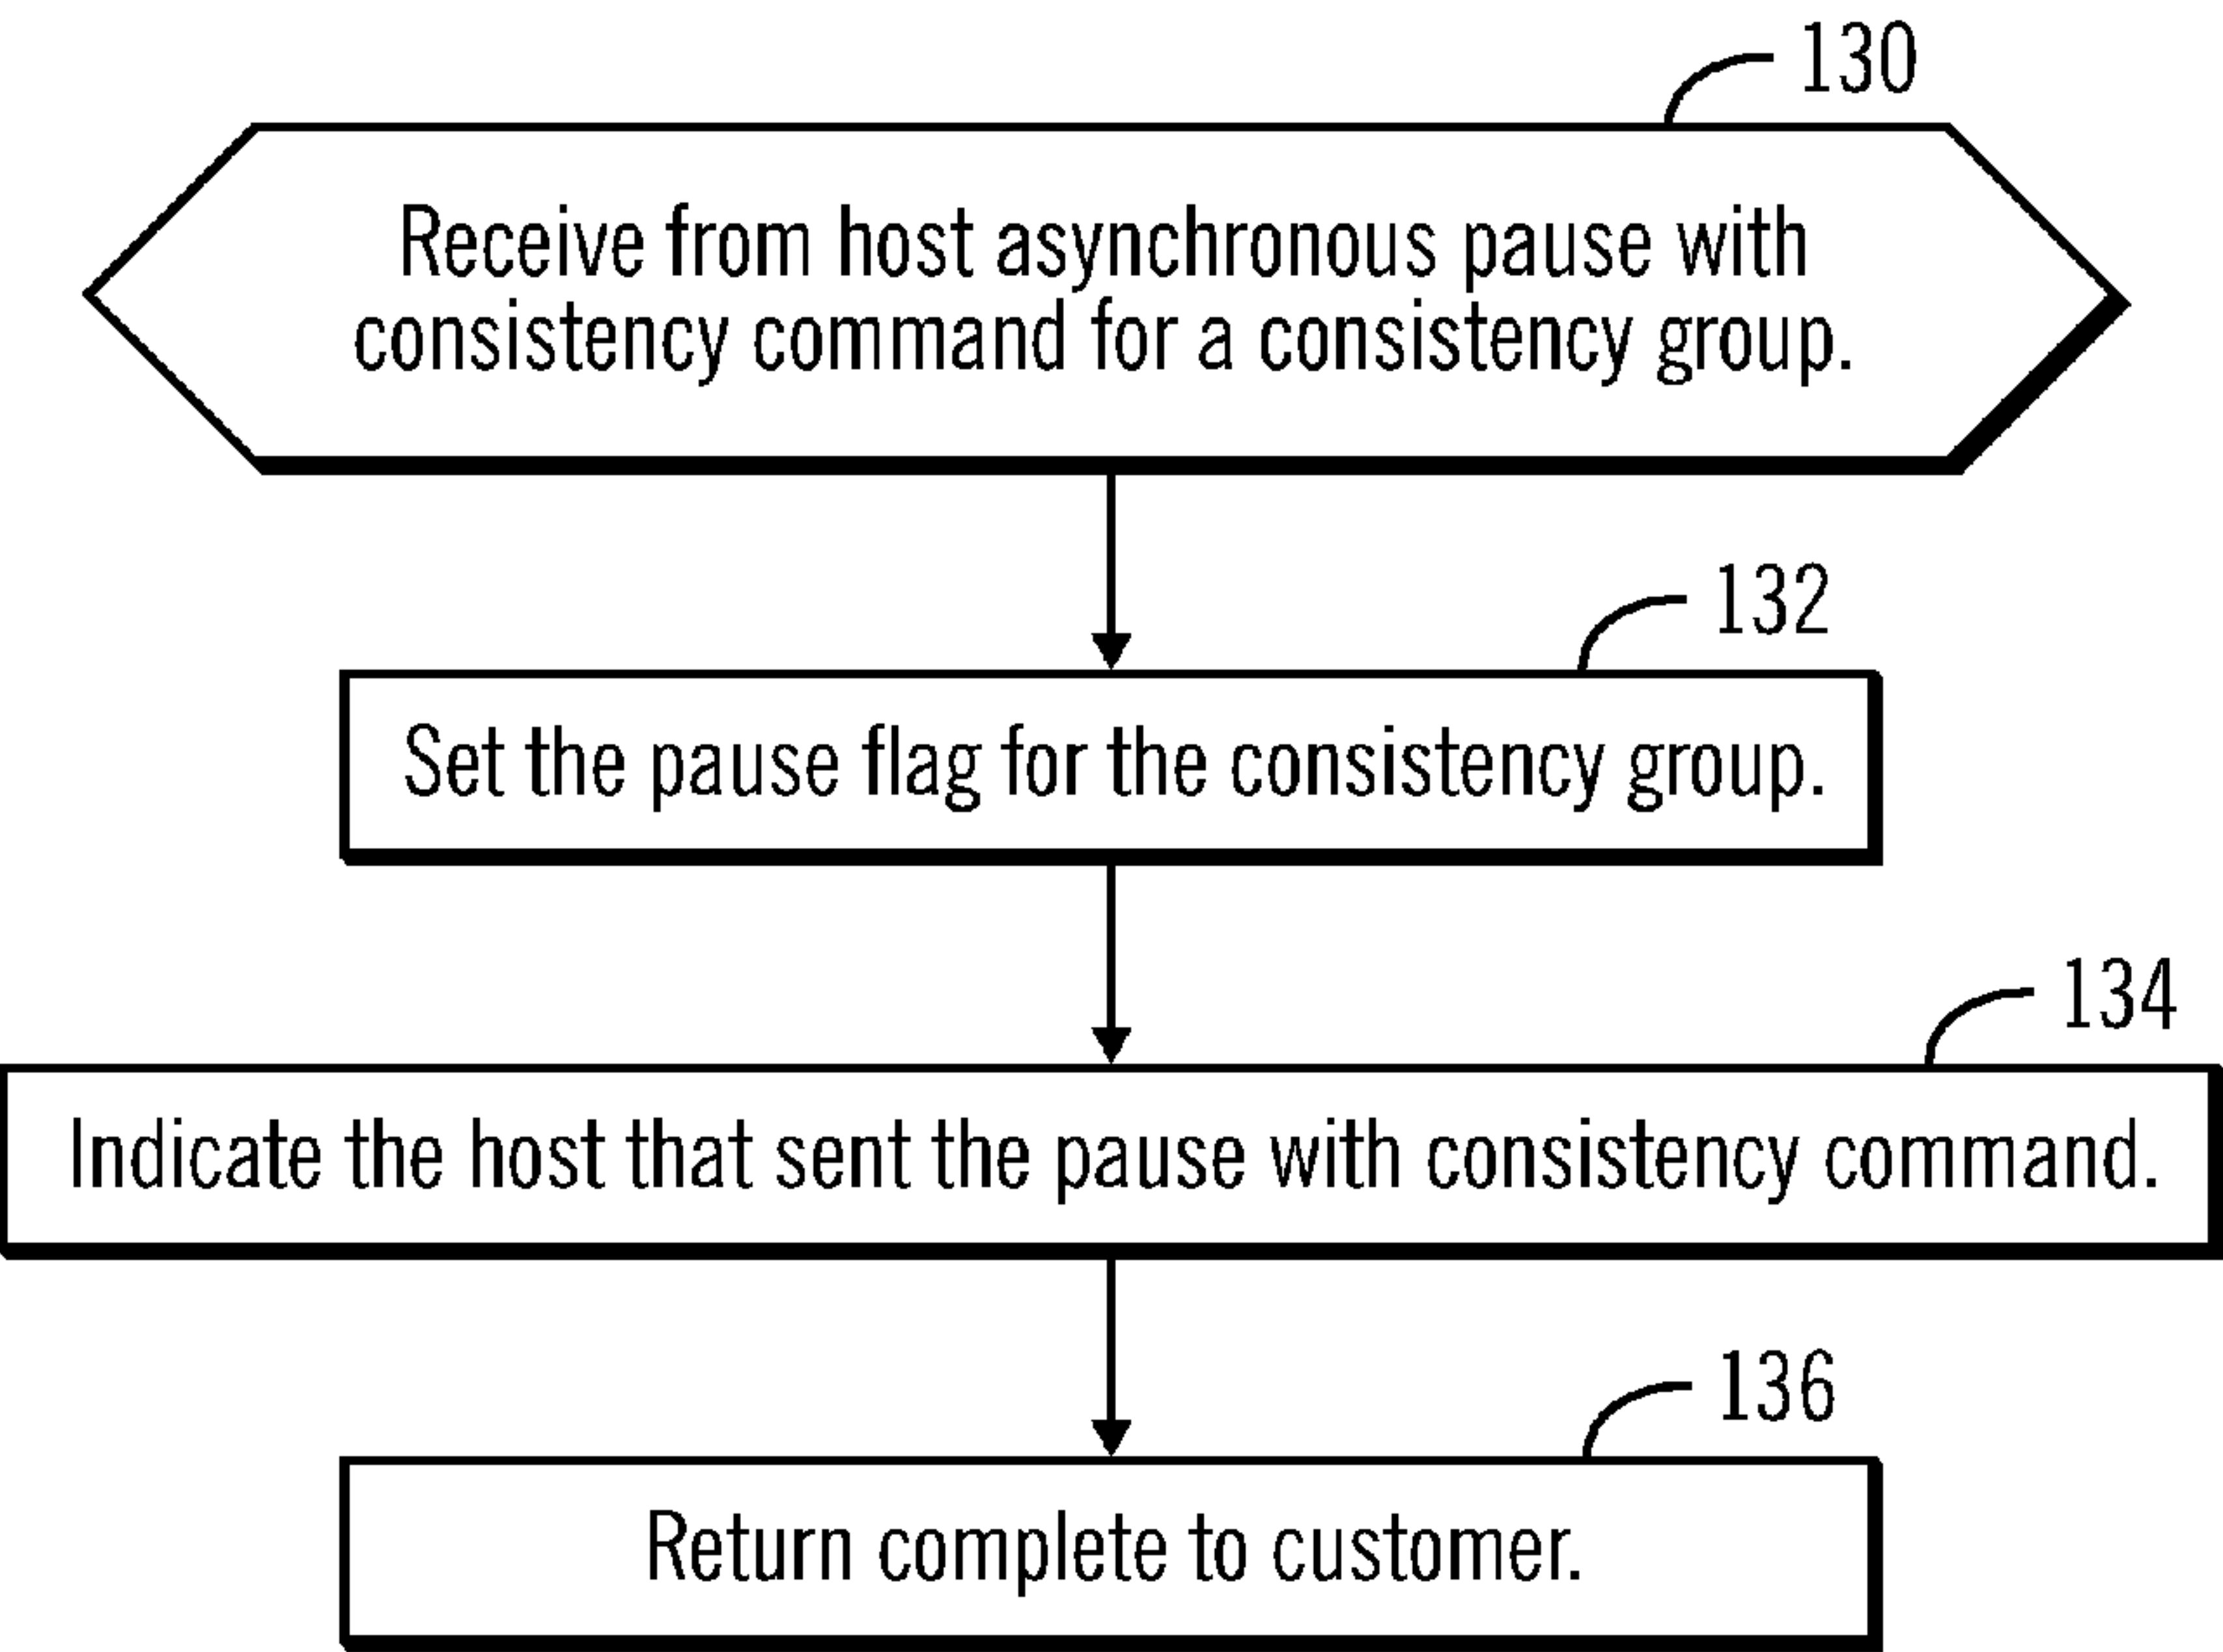 130
Receive from host asynchronous pause with
consistency command for a consistency group.
132
Set the pause flag for the consistency group.
134
Indicate the host that sent the pause with consistency command.
136
Return complete to customer.